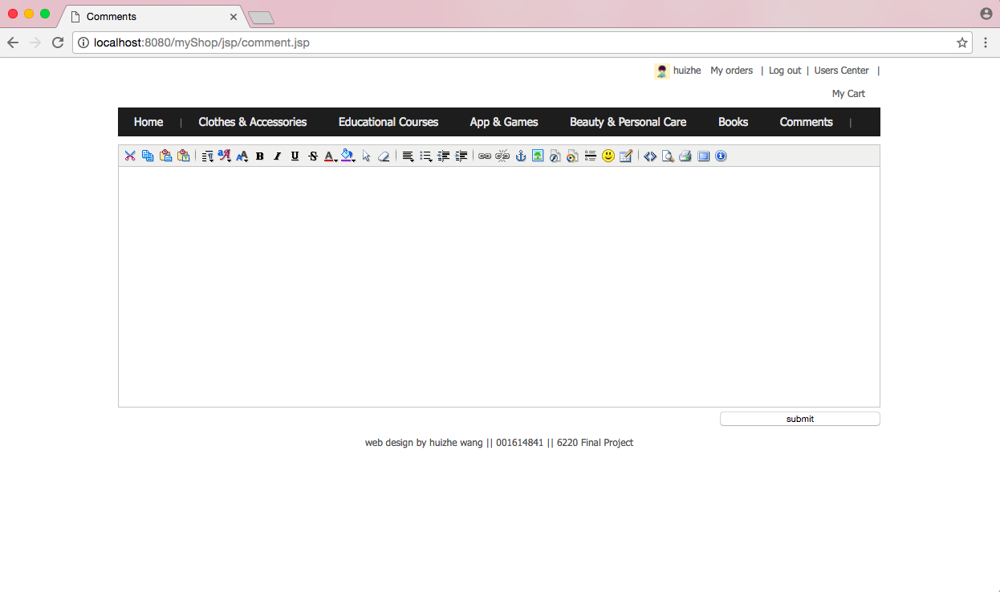 Comments
localhost:8080/myShop/jsp/comment.jsp
huizhe My orders | Log out | Users Center |
My Cart
Home | Clothes & Accessories Educational Courses App & Games Beauty & Personal Care Books Comments |
submit
web design by huizhe wang || 001614841 || 6220 Final Project